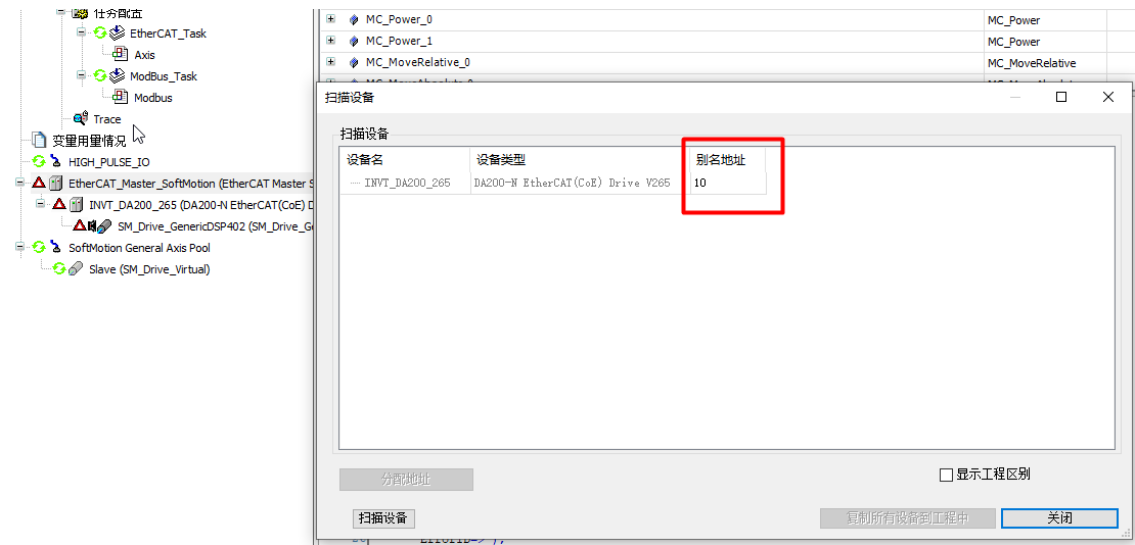 任务配置
EtherCAT_Task
Axis
ModBus_Task
Modbus
Trace
变量用量情况
HIGH_PULSE_IO
EtherCAT_Master_SoftMotion (EtherCAT Master S
INVT_DA200_265 (DA200-N EtherCAT(CoE) D
SM_Drive_GenericDSP402 (SM_Drive_Ge
SoftMotion General Axis Pool
Slave (SM_Drive_Virtual)
MC_Power_0 MC_Power
MC_Power_1 MC_Power
MC_MoveRelative_0 MC_MoveRelative
扫描设备
扫描设备
设备名 设备类型 别名地址
INVT_DA200_265 DA200-N EtherCAT(CoE) Drive V265 10
分配地址
显示工程区别
扫描设备 复制所有设备到工程中 关闭